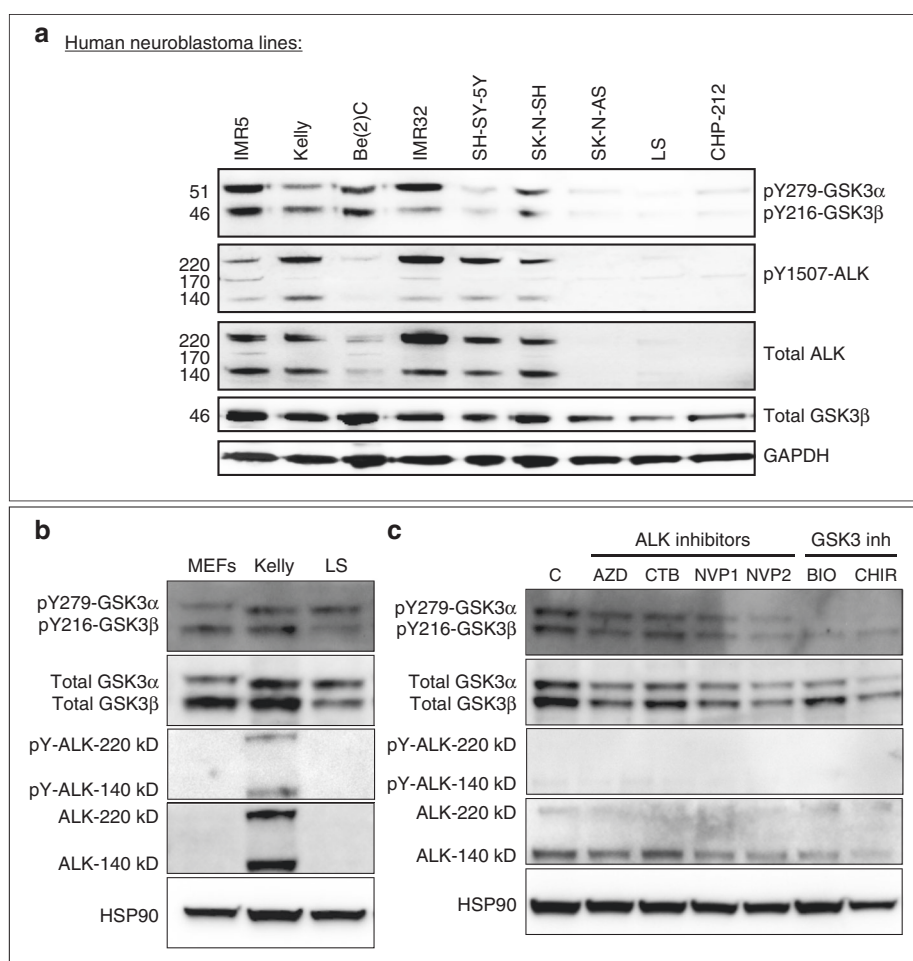 a Human neuroblastoma lines:
IMR5 Kelly Be(2)C IMR32 SH-SY-5Y SK-N-SH SK-N-AS LS CHP-212
51 pY279-GSK3α
46 pY216-GSK3β
220
170 pY1507-ALK
140
220
170 Total ALK
140
46 Total GSK3β
GAPDH
b
MEFs Kelly LS
pY279-GSK3α
pY216-GSK3β
Total GSK3α
Total GSK3β
pY-ALK-220 kD
pY-ALK-140 kD
ALK-220 kD
ALK-140 kD
HSP90
c
ALK inhibitors GSK3 inh
C AZD CTB NVP1 NVP2 BIO CHIR
pY279-GSK3α
pY216-GSK3β
Total GSK3α
Total GSK3β
pY-ALK-220 kD
pY-ALK-140 kD
ALK-220 kD
ALK-140 kD
HSP90